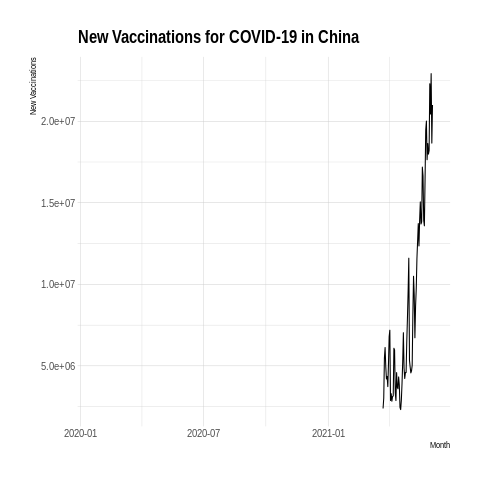 New Vaccinations for COVID-19 in China
New Vaccinations
2.0e+07
1.5e+07
1.0e+07
5.0e+06
2020-01 2020-07 2021-01
Month